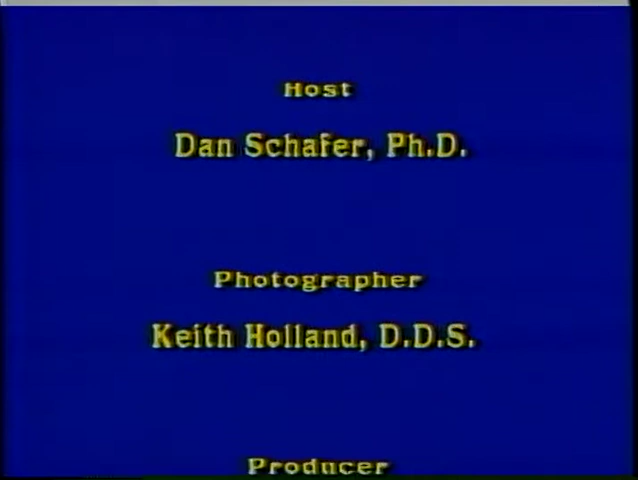 Host
Dan Schafer, Ph.D.
Photographer
Keith Holland, D.D.S.
Producer